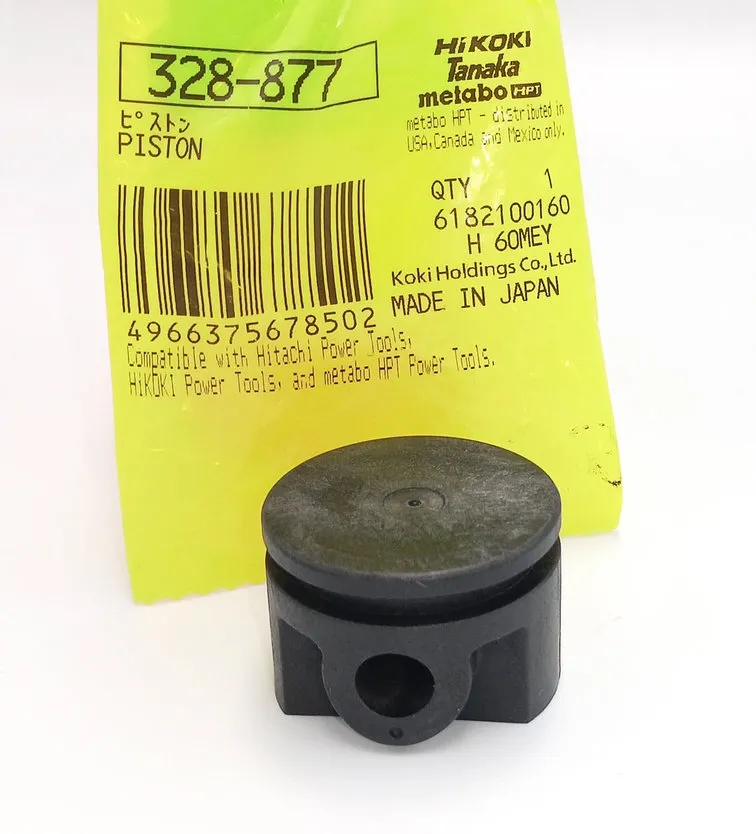 328-877
ピストン
PISTON
HiKOKI
Tanaka
metabo HPT
metabo HPT - distributed in
USA,Canada and Mexico only.
QTY 1
6182100160
H 60MEY
Koki Holdings Co.,Ltd.
MADE IN JAPAN
4966375678502
Compatible with Hitachi Power Tools,
HiKOKI Power Tools, and metabo HPT Power Tools.